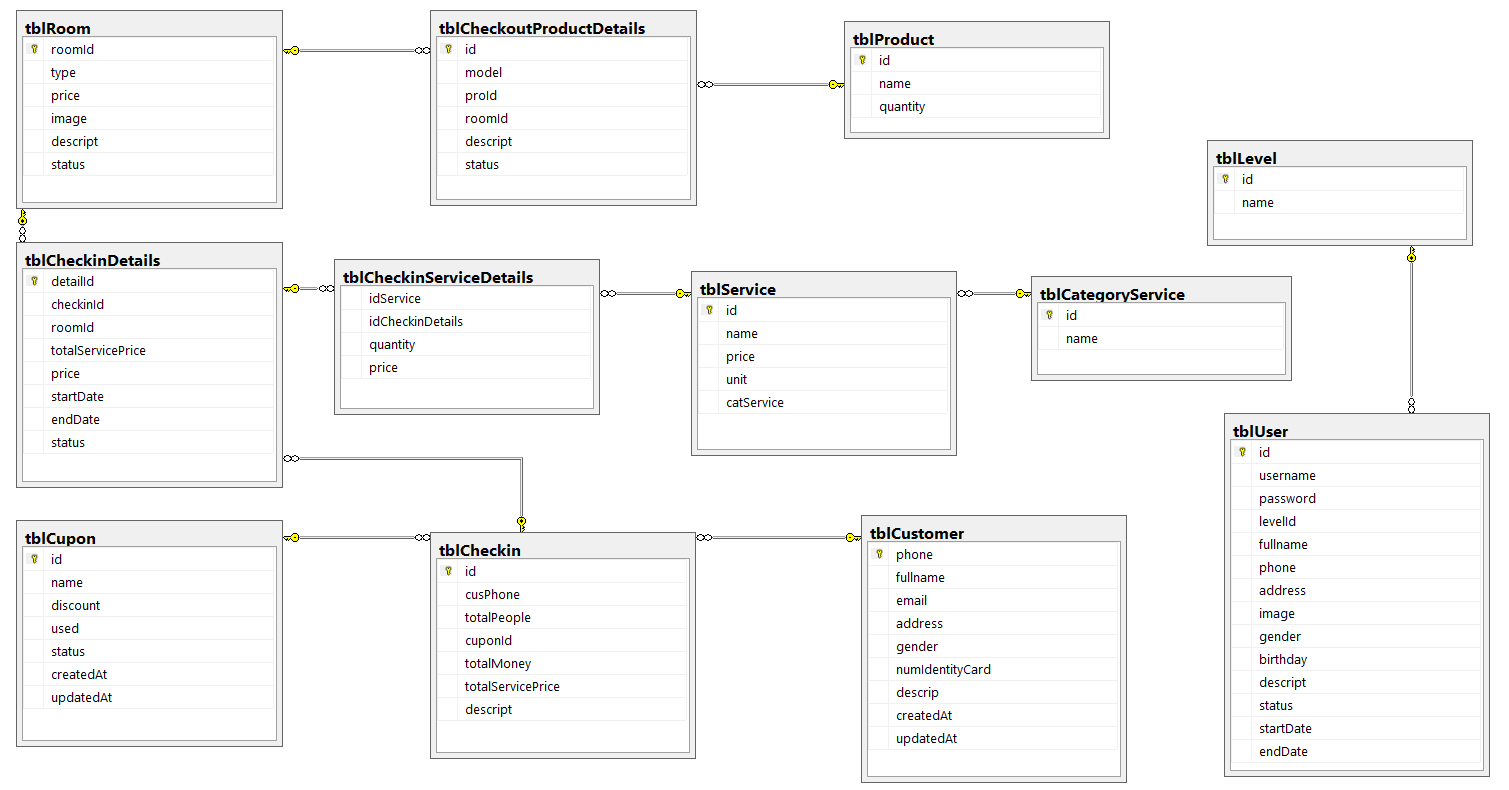 tblRoom
roomId
type
price
image
descript
status
tblCheckoutProductDetails
id
model
proId
roomId
descript
status
tblProduct
id
name
quantity
tblLevel
id
name
tblCheckinDetails
detailId
checkinId
roomId
totalServicePrice
price
startDate
endDate
status
tblCheckinServiceDetails
idService
idCheckinDetails
quantity
price
tblService
id
name
price
unit
catService
tblCategoryService
id
name
tblUser
id
username
password
levelId
fullname
phone
address
image
gender
birthday
descript
status
startDate
endDate
tblCupon
id
name
discount
used
status
createdAt
updatedAt
tblCheckin
id
cusPhone
totalPeople
cuponId
totalMoney
totalServicePrice
descript
tblCustomer
phone
fullname
email
address
gender
numIdentityCard
descrip
createdAt
updatedAt